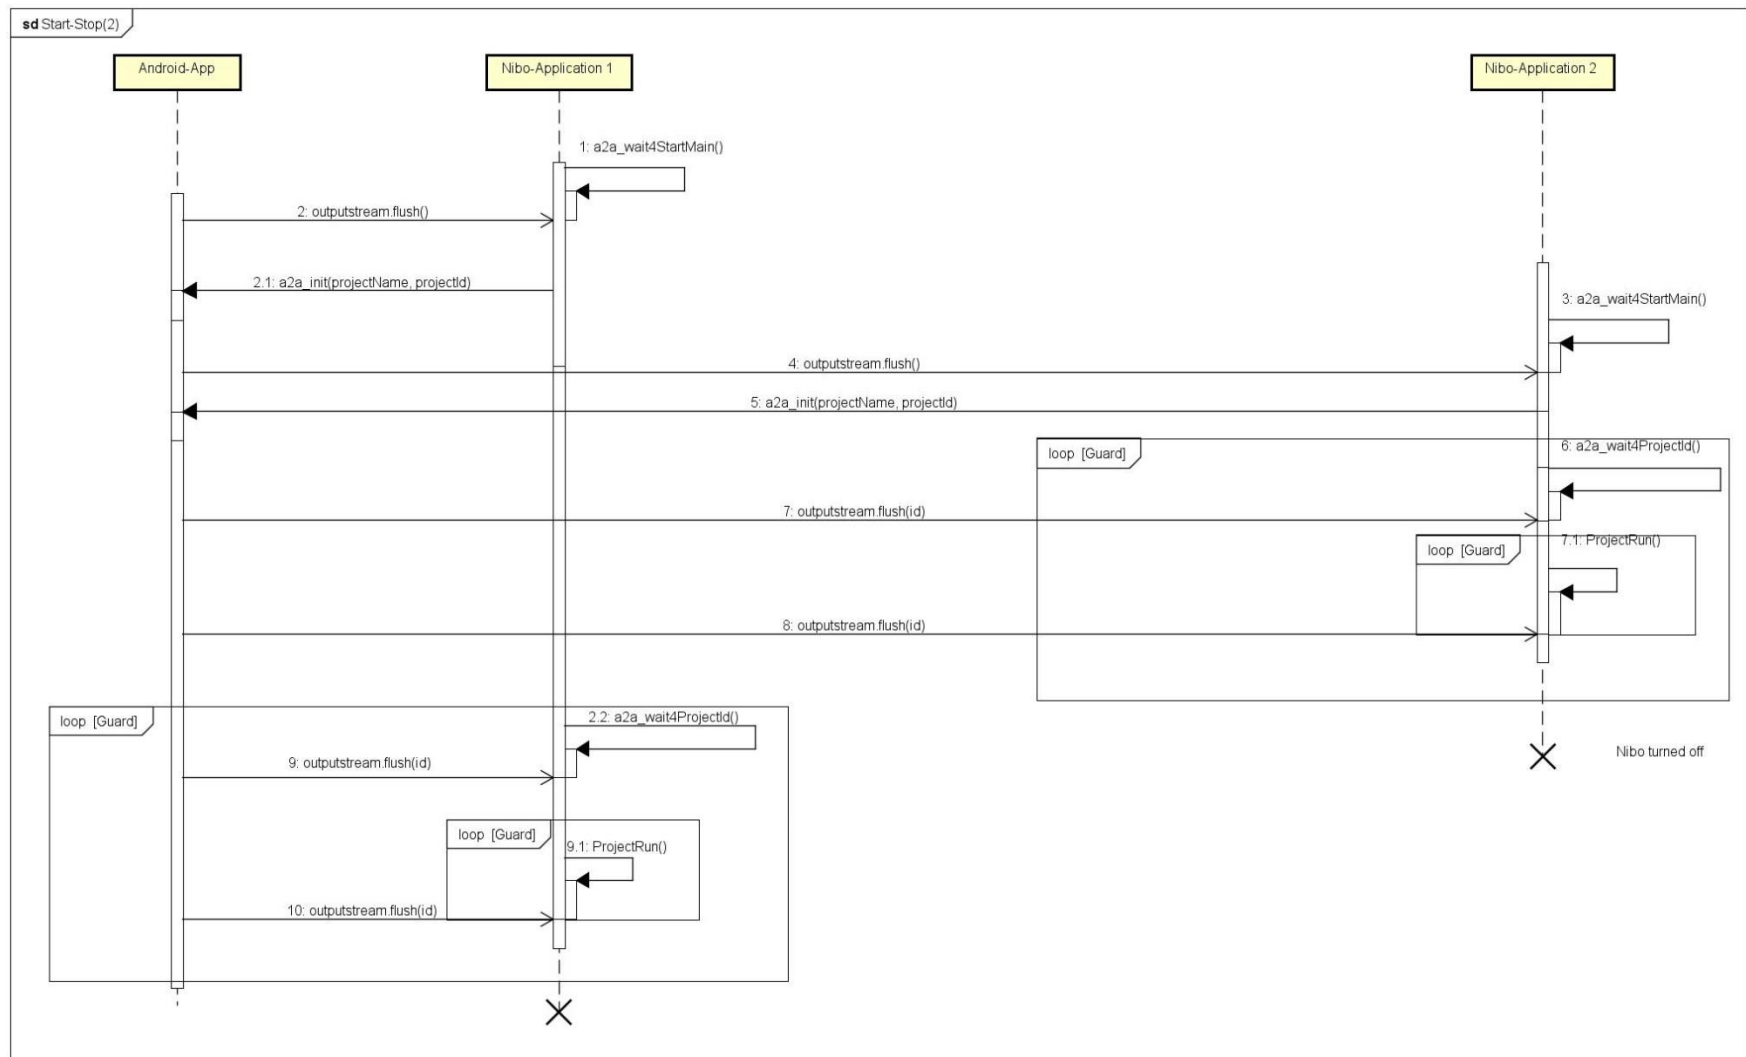 sd Start-Stop(2)
Android-App
Nibo-Application 1
Nibo-Application 2
1: a2a_wait4StartMain()
2: outputstream.flush()
2.1: a2a_init(projectName, projectId)
3: a2a_wait4StartMain()
4: outputstream.flush()
5: a2a_init(projectName, projectId)
loop [Guard]
6: a2a_wait4ProjectId()
7: outputstream.flush(id)
loop [Guard]
7.1: ProjectRun()
8: outputstream.flush(id)
loop [Guard]
2.2: a2a_wait4ProjectId()
Nibo turned off
9: outputstream.flush(id)
loop [Guard]
9.1: ProjectRun()
10: outputstream.flush(id)